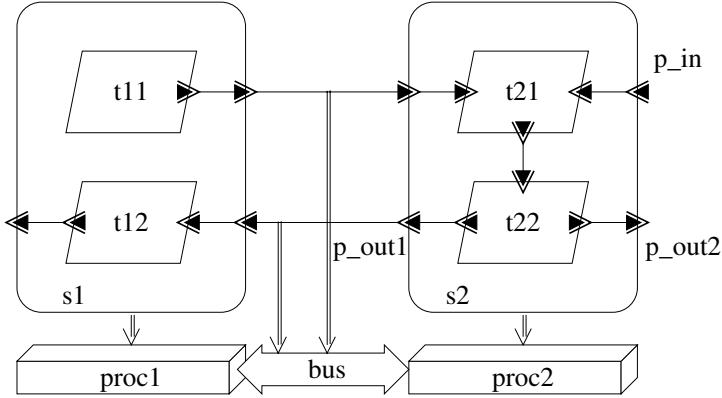 p_in
t11
t21
t12
t22
p_out1
p_out2
s1
s2
bus
proc1
proc2